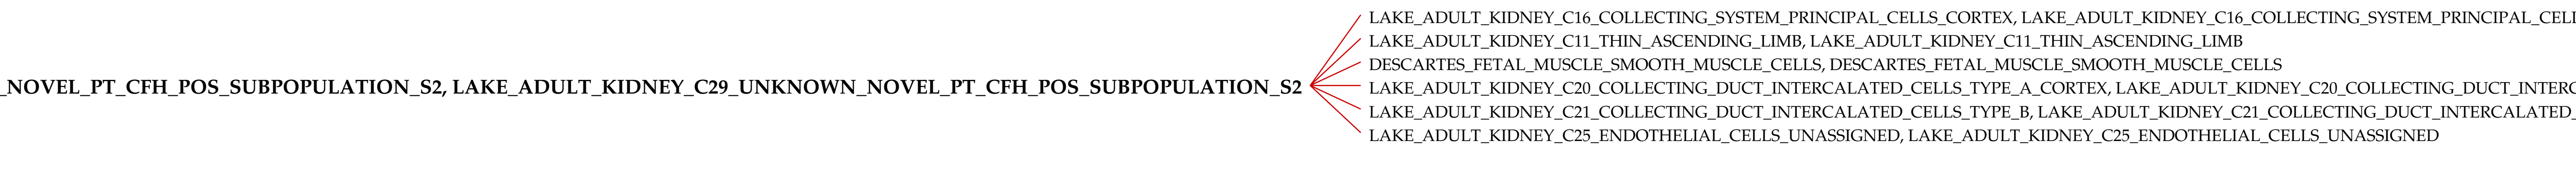 LAKE_ADULT_KIDNEY_C16_COLLECTING_SYSTEM_PRINCIPAL_CELLS_CORTEX, LAKE_ADULT_KIDNEY_C16_COLLECTING_SYSTEM_PRINCIPAL_CELL
LAKE_ADULT_KIDNEY_C11_THIN_ASCENDING_LIMB, LAKE_ADULT_KIDNEY_C11_THIN_ASCENDING_LIMB
DESCARTES_FETAL_MUSCLE_SMOOTH_MUSCLE_CELLS, DESCARTES_FETAL_MUSCLE_SMOOTH_MUSCLE_CELLS
_NOVEL_PT_CFH_POS_SUBPOPULATION_S2, LAKE_ADULT_KIDNEY_C29_UNKNOWN_NOVEL_PT_CFH_POS_SUBPOPULATION_S2
LAKE_ADULT_KIDNEY_C20_COLLECTING_DUCT_INTERCALATED_CELLS_TYPE_A_CORTEX, LAKE_ADULT_KIDNEY_C20_COLLECTING_DUCT_INTERC
LAKE_ADULT_KIDNEY_C21_COLLECTING_DUCT_INTERCALATED_CELLS_TYPE_B, LAKE_ADULT_KIDNEY_C21_COLLECTING_DUCT_INTERCALATED_
LAKE_ADULT_KIDNEY_C25_ENDOTHELIAL_CELLS_UNASSIGNED, LAKE_ADULT_KIDNEY_C25_ENDOTHELIAL_CELLS_UNASSIGNED